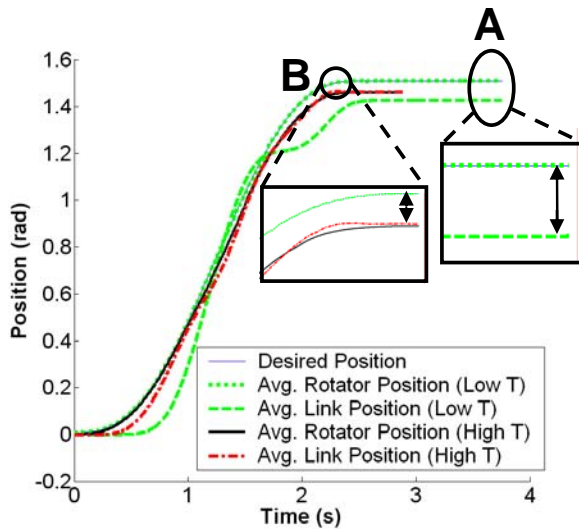 A
B
1.6
1.4
1.2
1
0.8
0.6
0.4
0.2
0
-0.2
Position (rad)
Desired Position
Avg. Rotator Position (Low T)
Avg. Link Position (Low T)
Avg. Rotator Position (High T)
Avg. Link Position (High T)
0 1 2 3 4
Time (s)